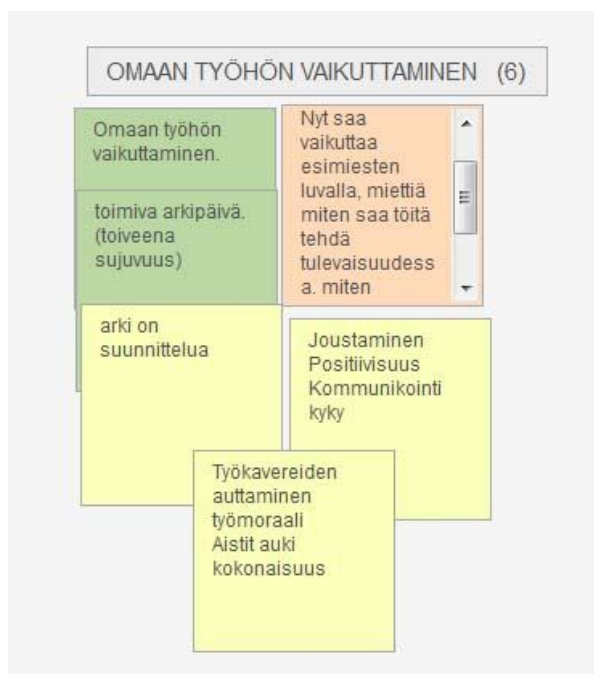 OMAAN TYÖHÖN VAIKUTTAMINEN (6)
Omaan työhön
vaikuttaminen.
toimiva arkipäivä.
(toiveena
sujuvuus)
Nyt saa
vaikuttaa
esimiesten
luvalla, miettiä
miten saa töitä
tehdä
tulevaisuudess
a. miten
arki on
suunnittelua
Joustaminen
Positiivisuus
Kommunikointi
kyky
Työkavereiden
auttaminen
työmoraali
Aistit auki
kokonaisuus